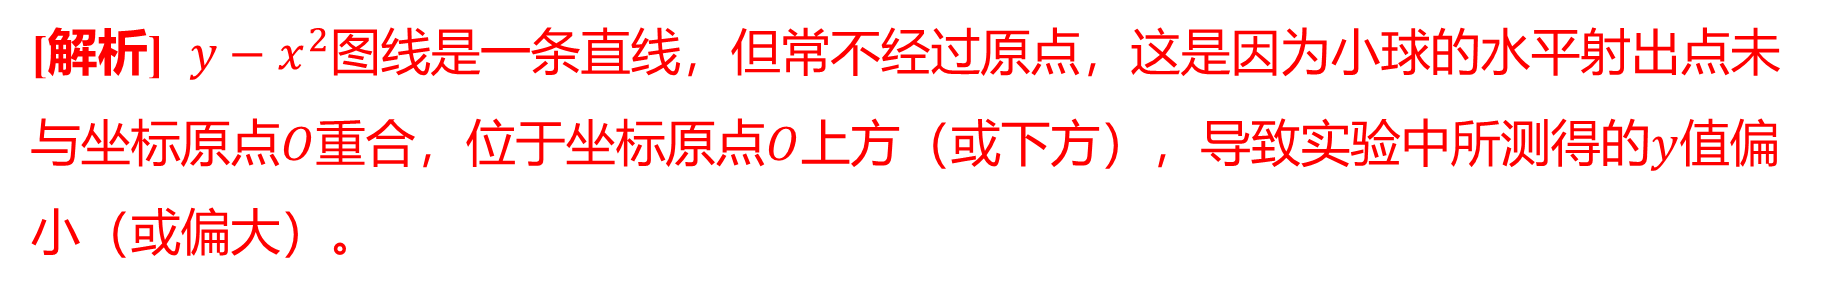 [解析] y − x²图线是一条直线，但常不经过原点，这是因为小球的水平射出点未
与坐标原点O重合，位于坐标原点O上方（或下方），导致实验中所测得的y值偏
小（或偏大）。